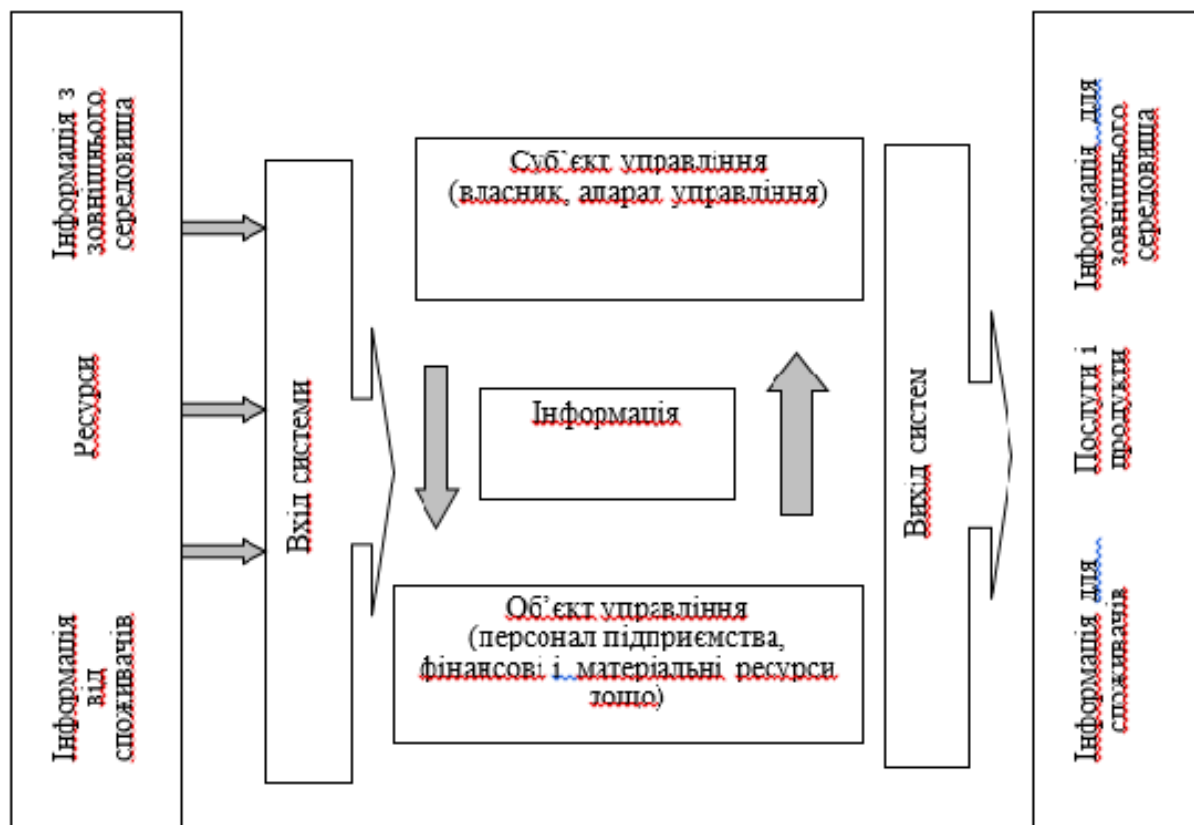 Інформація з
зовнішнього
середовища
Ресурси
Інформація
від
споживачів
Вхід системи
Суб`єкт управління
(власник, апарат управління)
Інформація
Об’єкт управління
(персонал підприємства,
фінансові і матеріальні ресурси
тощо)
Вихід систем
Інформація для
зовнішнього
середовища
Послуги і
продукти
Інформація для
споживачів